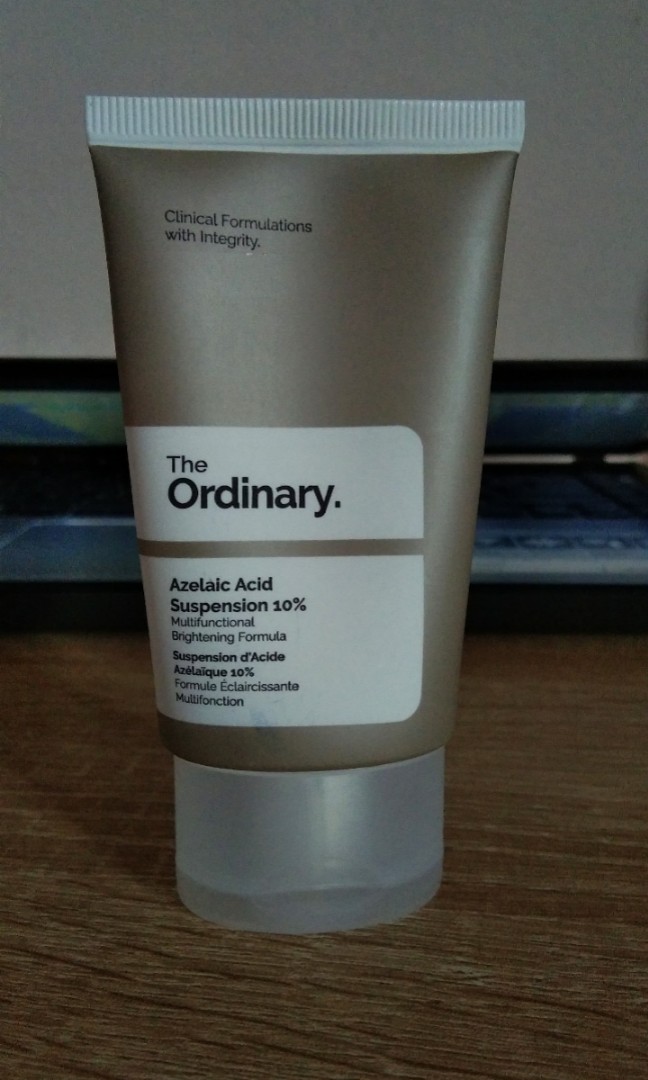 Clinical Formulations
with Integrity.
The
Ordinary.
Azelaic Acid
Suspension 10%
Multifunctional
Brightening Formula
Suspension d'Acide
Azélaïque 10%
Formule Éclaircissante
Multifonction